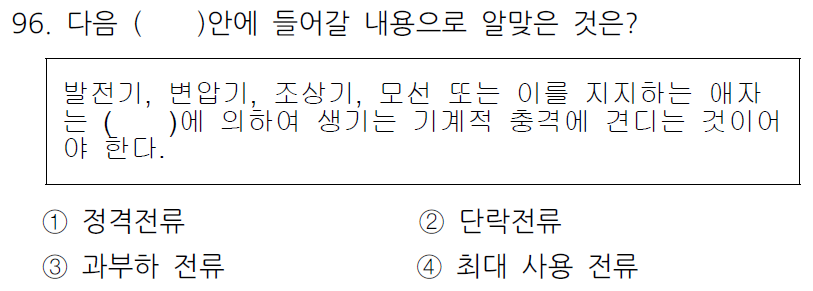 96. 다음 (    )안에 들어갈 내용으로 알맞은 것은?
발전기, 변압기, 조상기, 모선 또는 이를 지지하는 애자
는 (    )에 의하여 생기는 기계적 충격에 견디는 것이어
야 한다.
① 정격전류 ② 단락전류
③ 과부하 전류 ④ 최대 사용 전류